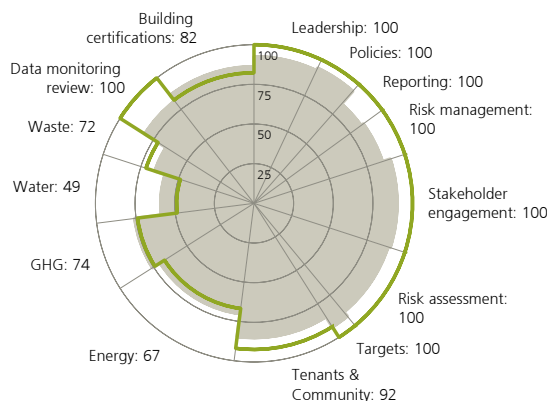 Building
certifications: 82
Leadership: 100
Policies: 100
Reporting: 100
Risk management:
100
Stakeholder
engagement: 100
Risk assessment:
100
Targets: 100
Tenants &
Community: 92
Energy: 67
GHG: 74
Water: 49
Waste: 72
Data monitoring
review: 100
100
75
50
25